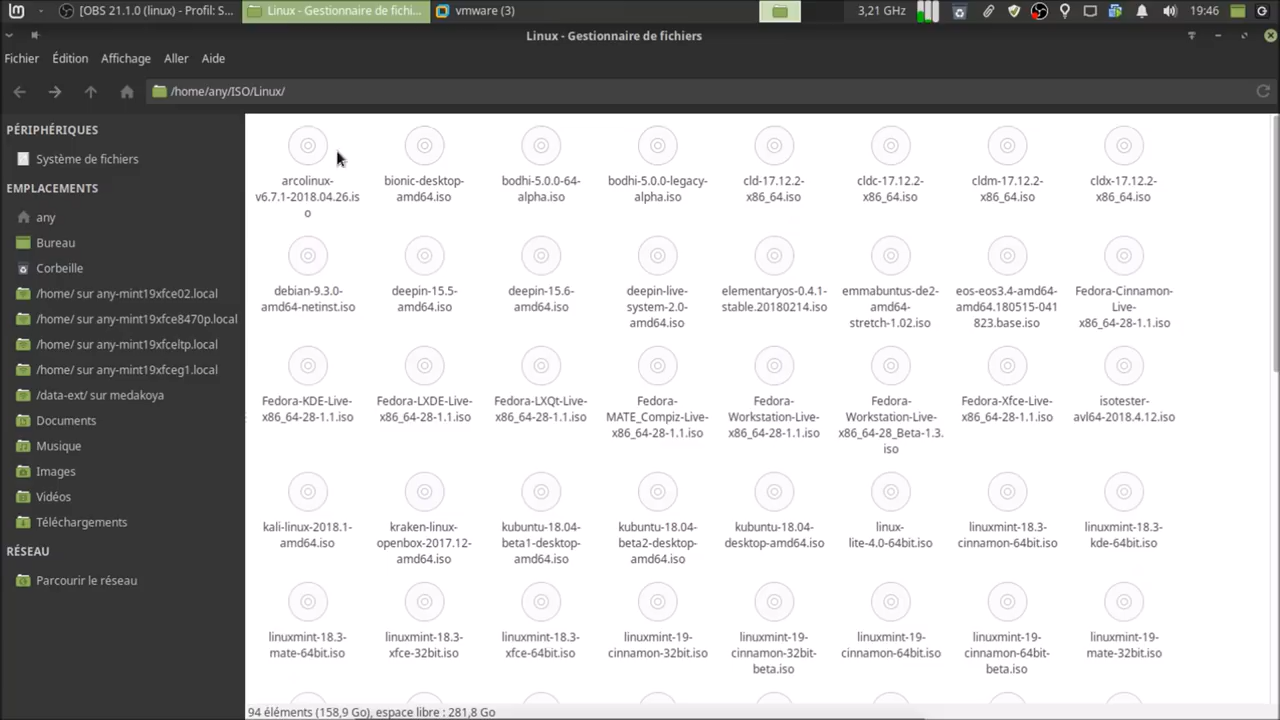 [OBS 21.1.0 (linux) - Profil: S...
Linux - Gestionnaire de fichi...
vmware (3)
3,21 GHz
19:46
Linux - Gestionnaire de fichiers
Fichier Édition Affichage Aller Aide
/home/any/ISO/Linux/
PÉRIPHÉRIQUES
Système de fichiers
EMPLACEMENTS
any
Bureau
Corbeille
/home/ sur any-mint19xfce02.local
/home/ sur any-mint19xfce8470p.local
/home/ sur any-mint19xfceltp.local
/home/ sur any-mint19xfceg1.local
/data-ext/ sur medakoya
Documents
Musique
Images
Vidéos
Téléchargements
RÉSEAU
Parcourir le réseau
arcolinux-
v6.7.1-2018.04.26.is
o
bionic-desktop-
amd64.iso
bodhi-5.0.0-64-
alpha.iso
bodhi-5.0.0-legacy-
alpha.iso
cld-17.12.2-
x86_64.iso
cldc-17.12.2-
x86_64.iso
cldm-17.12.2-
x86_64.iso
cldx-17.12.2-
x86_64.iso
debian-9.3.0-
amd64-netinst.iso
deepin-15.5-
amd64.iso
deepin-15.6-
amd64.iso
deepin-live-
system-2.0-
amd64.iso
elementaryos-0.4.1-
stable.20180214.iso
emmabuntus-de2-
amd64-
stretch-1.02.iso
eos-eos3.4-amd64-
amd64.180515-041
823.base.iso
Fedora-Cinnamon-
Live-
x86_64-28-1.1.iso
Fedora-KDE-Live-
x86_64-28-1.1.iso
Fedora-LXDE-Live-
x86_64-28-1.1.iso
Fedora-LXQt-Live-
x86_64-28-1.1.iso
Fedora-
MATE_Compiz-Live-
x86_64-28-1.1.iso
Fedora-
Workstation-Live-
x86_64-28-1.1.iso
Fedora-
Workstation-Live-
x86_64-28_Beta-1.3.
iso
Fedora-Xfce-Live-
x86_64-28-1.1.iso
isotester-
avl64-2018.4.12.iso
kali-linux-2018.1-
amd64.iso
kraken-linux-
openbox-2017.12-
amd64.iso
kubuntu-18.04-
beta1-desktop-
amd64.iso
kubuntu-18.04-
beta2-desktop-
amd64.iso
kubuntu-18.04-
desktop-amd64.iso
linux-
lite-4.0-64bit.iso
linuxmint-18.3-
cinnamon-64bit.iso
linuxmint-18.3-
kde-64bit.iso
linuxmint-18.3-
mate-64bit.iso
linuxmint-18.3-
xfce-32bit.iso
linuxmint-18.3-
xfce-64bit.iso
linuxmint-19-
cinnamon-32bit.iso
linuxmint-19-
cinnamon-32bit-
beta.iso
linuxmint-19-
cinnamon-64bit.iso
linuxmint-19-
cinnamon-64bit-
beta.iso
linuxmint-19-
mate-32bit.iso
94 éléments (158,9 Go), espace libre : 281,8 Go